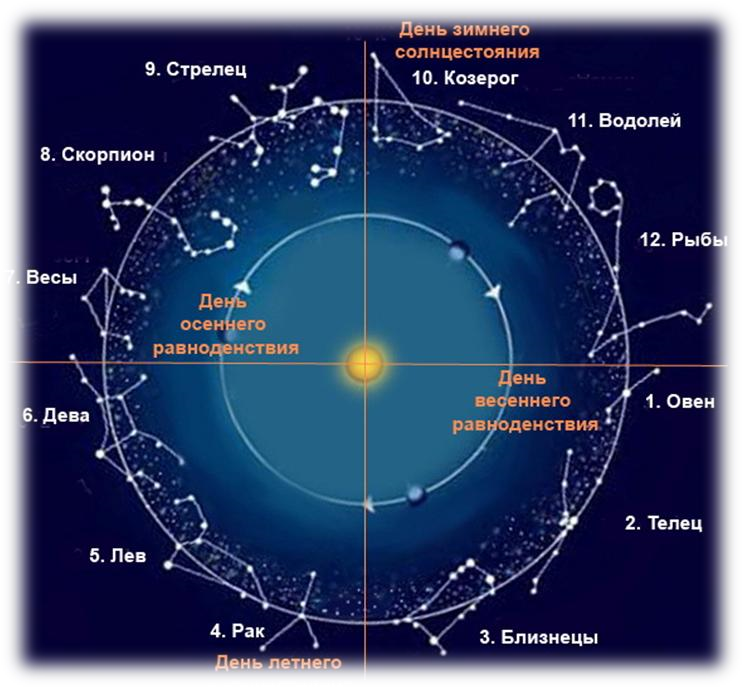 День зимнего
солнцестояния
9. Стрелец
10. Козерог
11. Водолей
8. Скорпион
12. Рыбы
7. Весы
День
осеннего
равноденствия
День
весеннего
равноденствия
1. Овен
6. Дева
2. Телец
5. Лев
4. Рак
3. Близнецы
День летнего